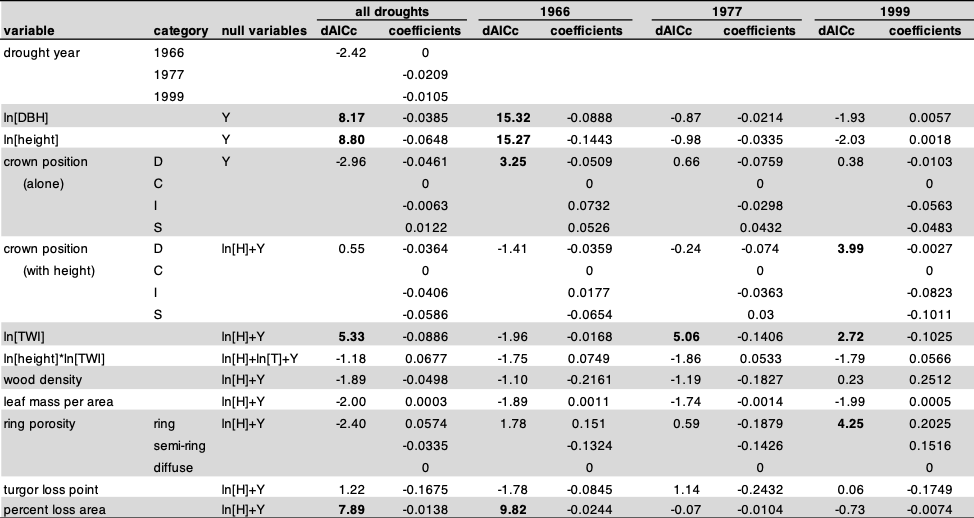 all droughts 1966 1977 1999
variable category null variables dAICc coefficients dAICc coefficients dAICc coefficients dAICc coefficients
drought year 1966 -2.42 0
1977 -0.0209
1999 -0.0105
ln[DBH] Y 8.17 -0.0385 15.32 -0.0888 -0.87 -0.0214 -1.93 0.0057
ln[height] Y 8.80 -0.0648 15.27 -0.1443 -0.98 -0.0335 -2.03 0.0018
crown position D Y -2.96 -0.0461 3.25 -0.0509 0.66 -0.0759 0.38 -0.0103
(alone) C 0 0 0 0
I -0.0063 0.0732 -0.0298 -0.0563
S 0.0122 0.0526 0.0432 -0.0483
crown position D ln[H]+Y 0.55 -0.0364 -1.41 -0.0359 -0.24 -0.074 3.99 -0.0027
(with height) C 0 0 0 0
I -0.0406 0.0177 -0.0363 -0.0823
S -0.0586 -0.0654 0.03 -0.1011
ln[TWI] ln[H]+Y 5.33 -0.0886 -1.96 -0.0168 5.06 -0.1406 2.72 -0.1025
ln[height]*ln[TWI] ln[H]+ln[T]+Y -1.18 0.0677 -1.75 0.0749 -1.86 0.0533 -1.79 0.0566
wood density ln[H]+Y -1.89 -0.0498 -1.10 -0.2161 -1.19 -0.1827 0.23 0.2512
leaf mass per area ln[H]+Y -2.00 0.0003 -1.89 0.0011 -1.74 -0.0014 -1.99 0.0005
ring porosity ring ln[H]+Y -2.40 0.0574 1.78 0.151 0.59 -0.1879 4.25 0.2025
semi-ring -0.0335 -0.1324 -0.1426 0.1516
diffuse 0 0 0 0
turgor loss point ln[H]+Y 1.22 -0.1675 -1.78 -0.0845 1.14 -0.2432 0.06 -0.1749
percent loss area ln[H]+Y 7.89 -0.0138 9.82 -0.0244 -0.07 -0.0104 -0.73 -0.0074